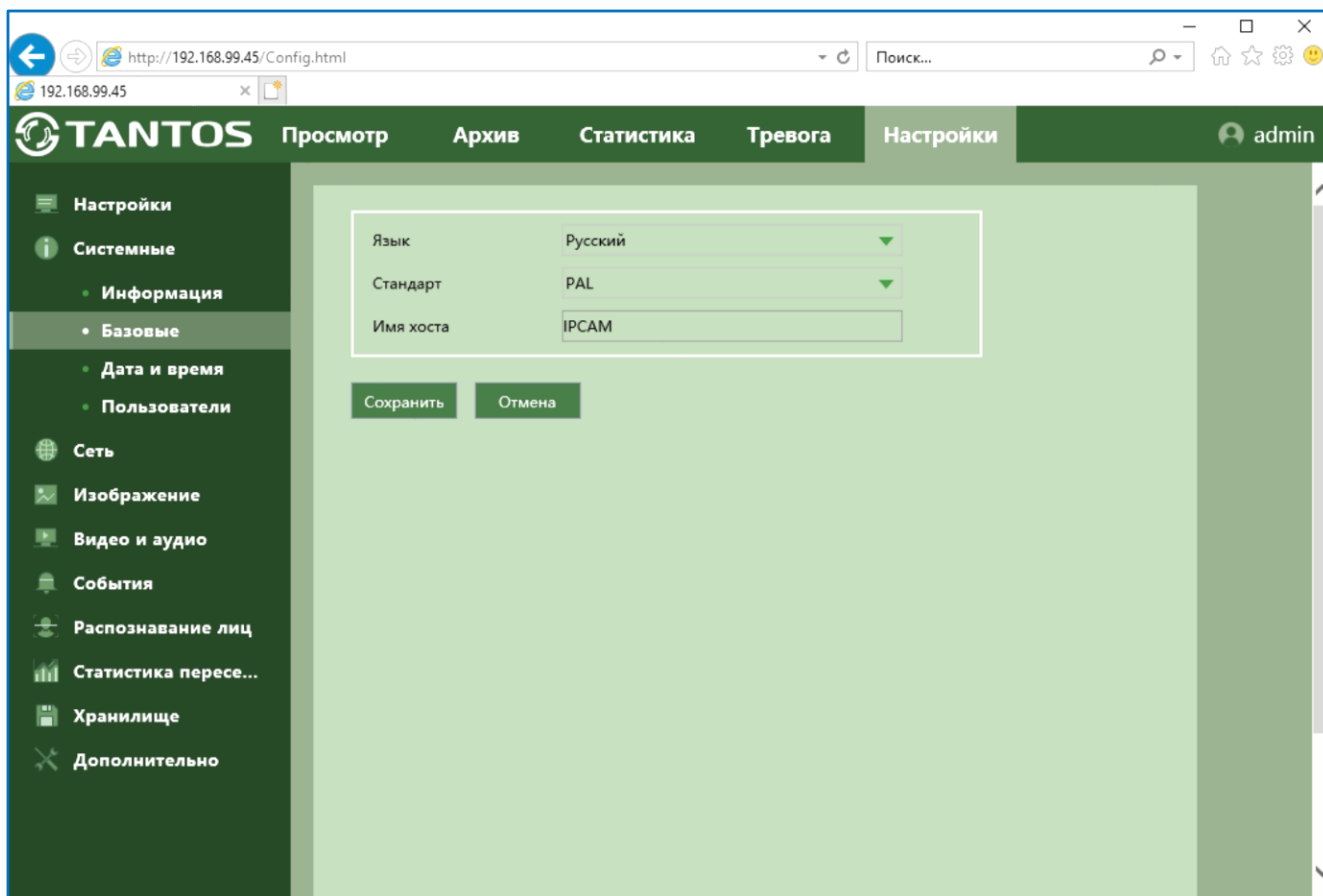 http://192.168.99.45/Config.html
Поиск...
192.168.99.45
TANTOS Просмотр Архив Статистика Тревога Настройки admin
Настройки
Системные
Информация
Базовые
Дата и время
Пользователи
Сеть
Изображение
Видео и аудио
События
Распознавание лиц
Статистика пересе...
Хранилище
Дополнительно
Язык Русский
Стандарт PAL
Имя хоста IPCAM
Сохранить Отмена